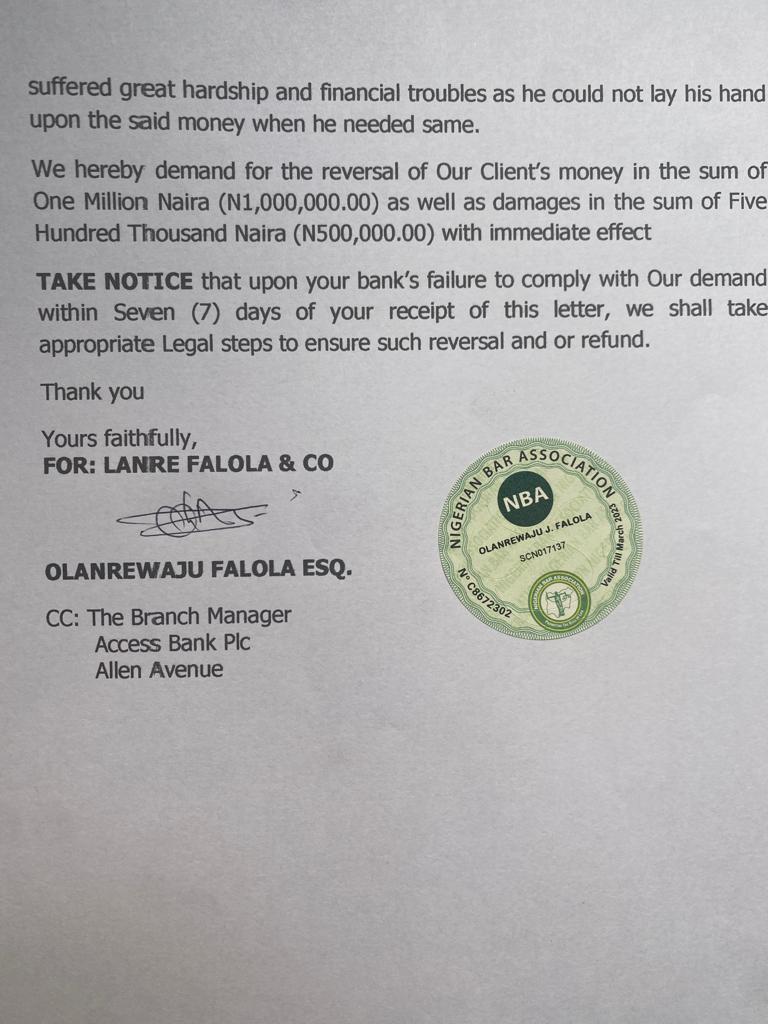 suffered great hardship and financial troubles as he could not lay his hand
upon the said money when he needed same.
We hereby demand for the reversal of Our Client's money in the sum of
One Million Naira (N1,000,000.00) as well as damages in the sum of Five
Hundred Thousand Naira (N500,000.00) with immediate effect
TAKE NOTICE that upon your bank's failure to comply with Our demand
within Seven (7) days of your receipt of this letter, we shall take
appropriate Legal steps to ensure such reversal and or refund.
Thank you
Yours faithfully,
FOR: LANRE FALOLA & CO
OLANREWAJU FALOLA ESQ.
CC: The Branch Manager
Access Bank Plc
Allen Avenue
NIGERIAN BAR ASSOCIATION
NBA
OLANREWAJU J. FALOLA
SCN017137
Valid Till March 2023
Nº C8672302
NIGERIAN BAR ASSOCIATION